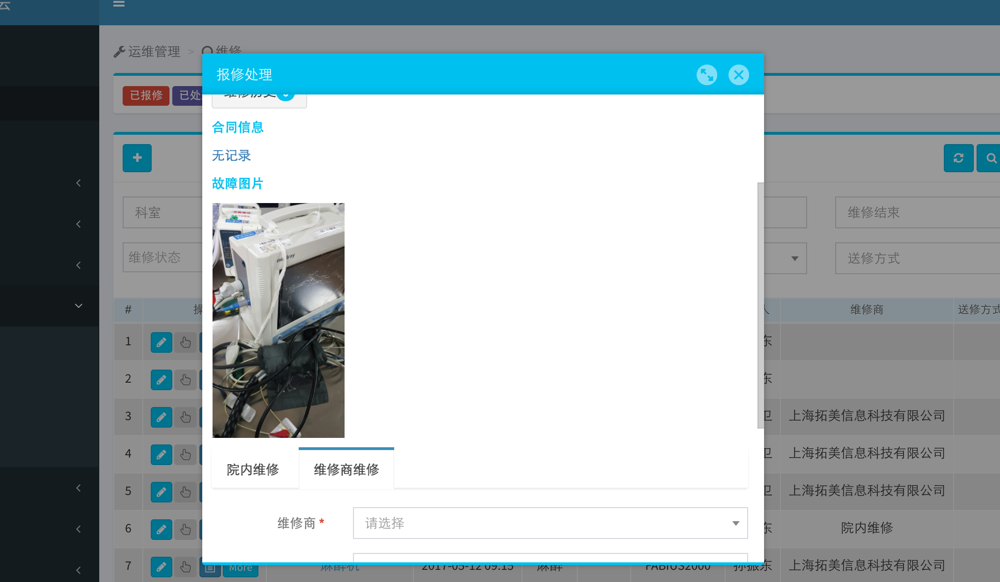 云
运维管理 > 维修
报修处理
已报修
已处
维修历史
合同信息
无记录
故障图片
科室
维修结束
维修状态
送修方式
mindray
#
操
人
维修商
送修方式
1
东
2
东
3
卫
上海拓美信息科技有限公司
4
卫
上海拓美信息科技有限公司
院内维修
维修商维修
5
卫
上海拓美信息科技有限公司
维修商 *
请选择
6
东
院内维修
7
More
麻醉机
2017-05-12 09:15
麻醉
FABIUS2000
孙振东
上海拓美信息科技有限公司